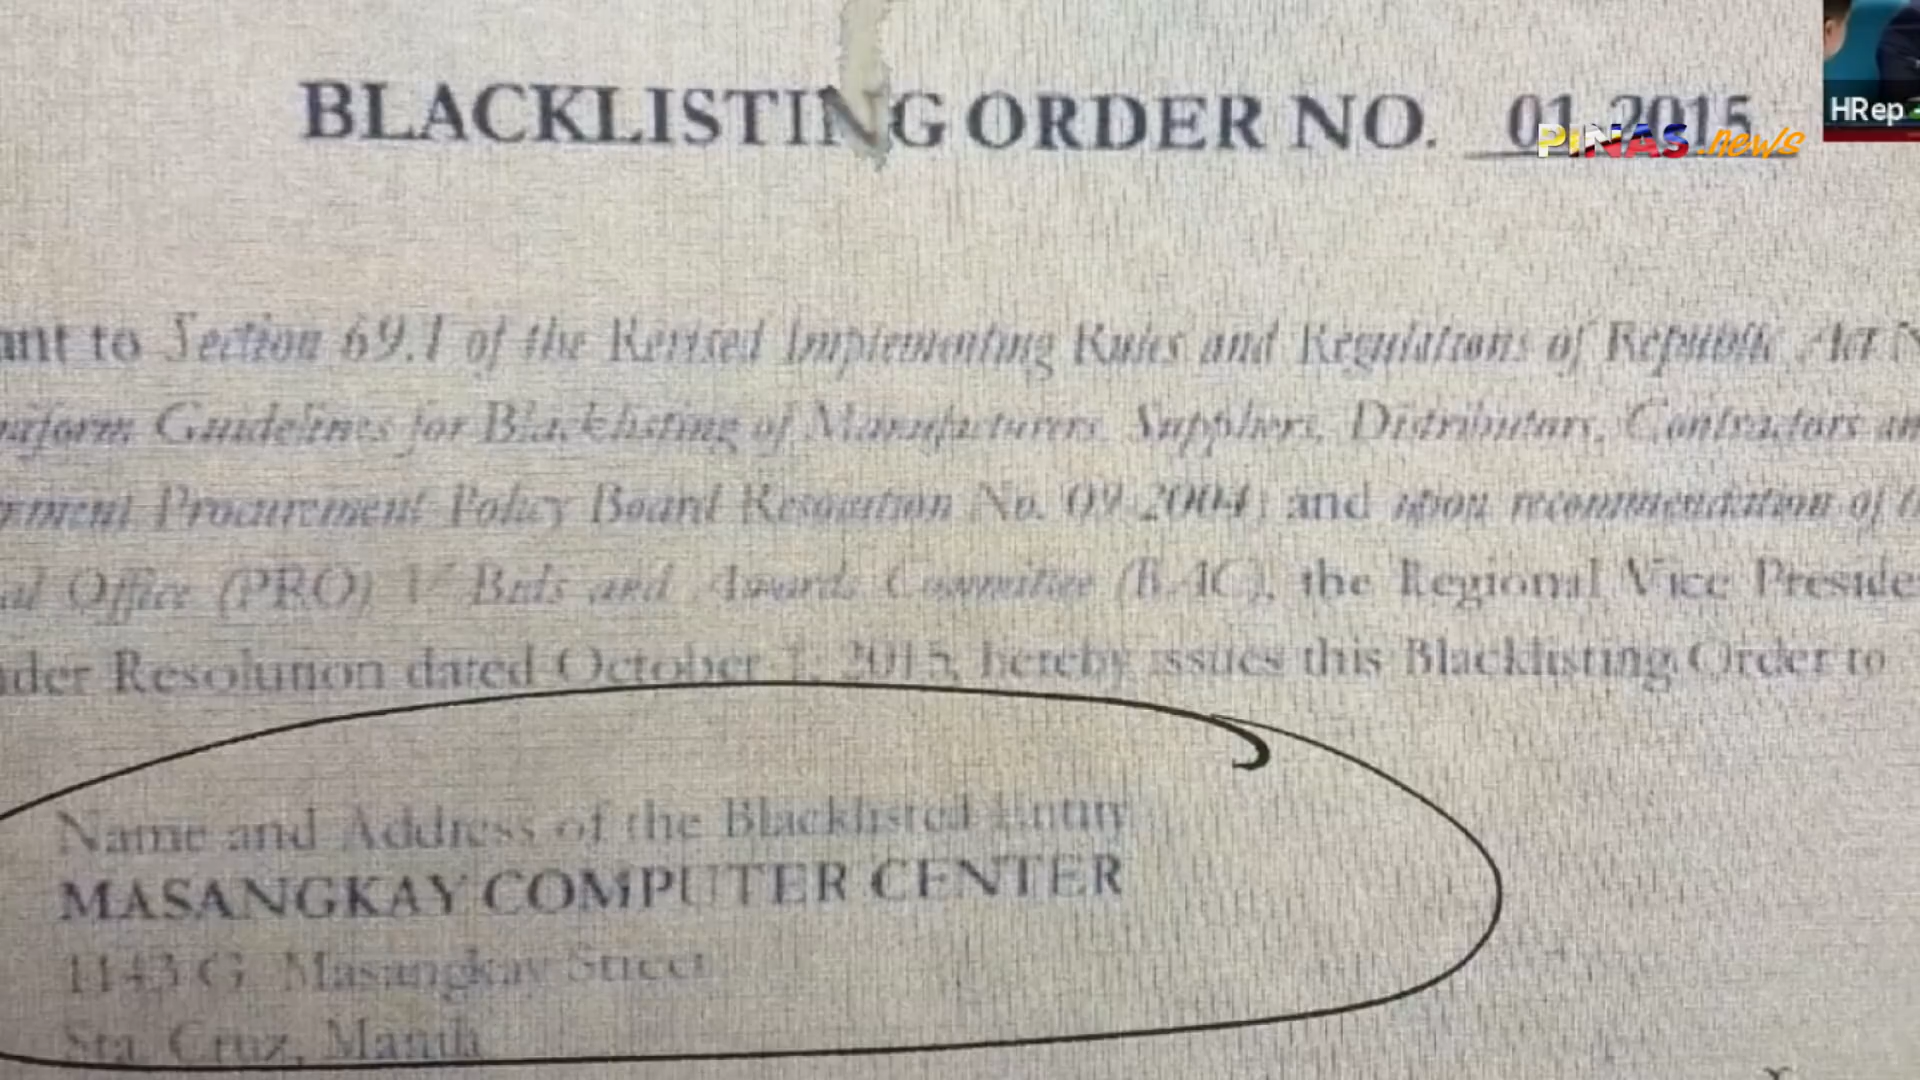 BLACKLISTING ORDER NO. 01-2015
PINAS.news
HRep
ant to Section 69.1 of the Revised Implementing Rules and Regulations of Republic Act N
niform Guidelines for Blacklisting of Manufacturers, Suppliers, Distributors, Contractors an
rnment Procurement Policy Board Resolution No. 09-2004) and upon recommendation of t
al Office (PRO) V Bids and Awards Committee (BAC), the Regional Vice Preside
der Resolution dated October 1, 2015, hereby issues this Blacklisting Order to
Name and Address of the Blacklisted Entity
MASANGKAY COMPUTER CENTER
1143 G. Masangkay Street
Sta. Cruz, Manila